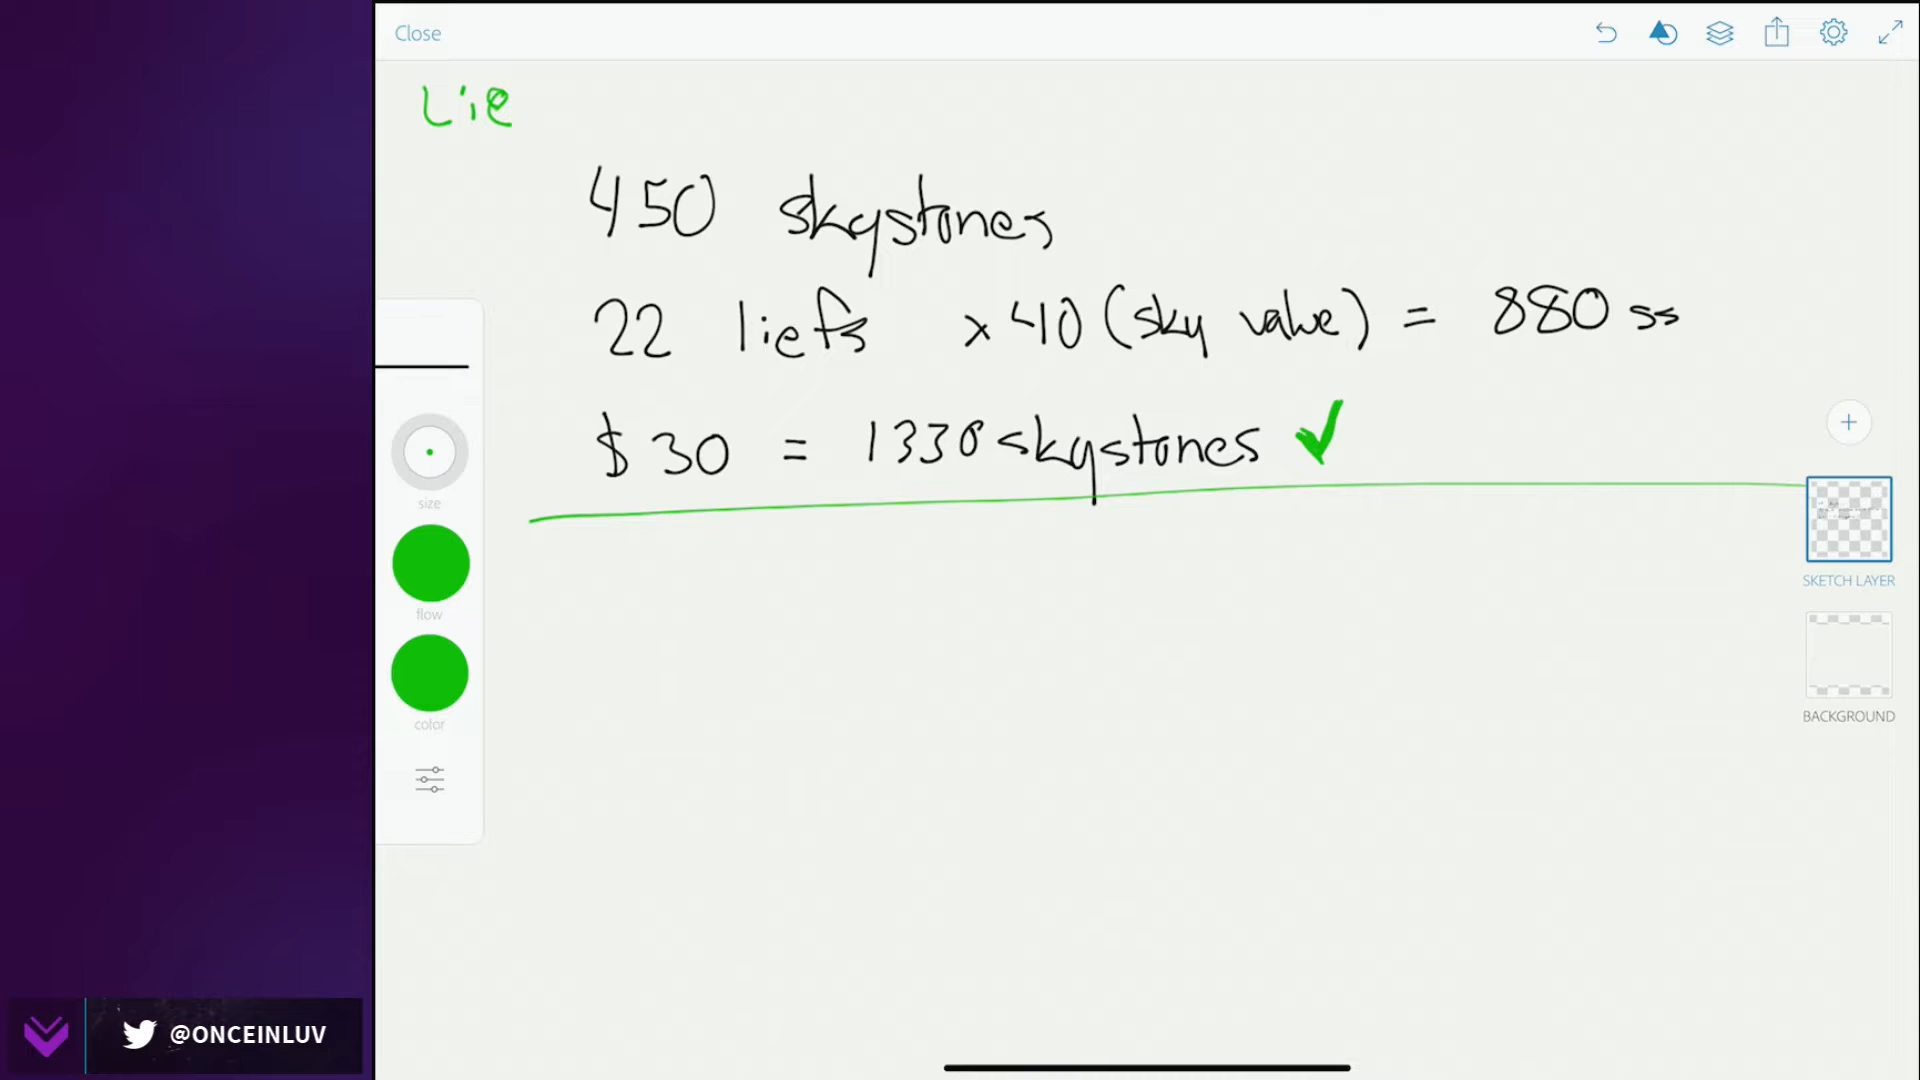 Close
Lie
450 skystones
22 liefs x 40 (sky value) = 880 ss
$30 = 1330 skystones ✓
size
flow
color
SKETCH LAYER
BACKGROUND
@ONCEINLUV